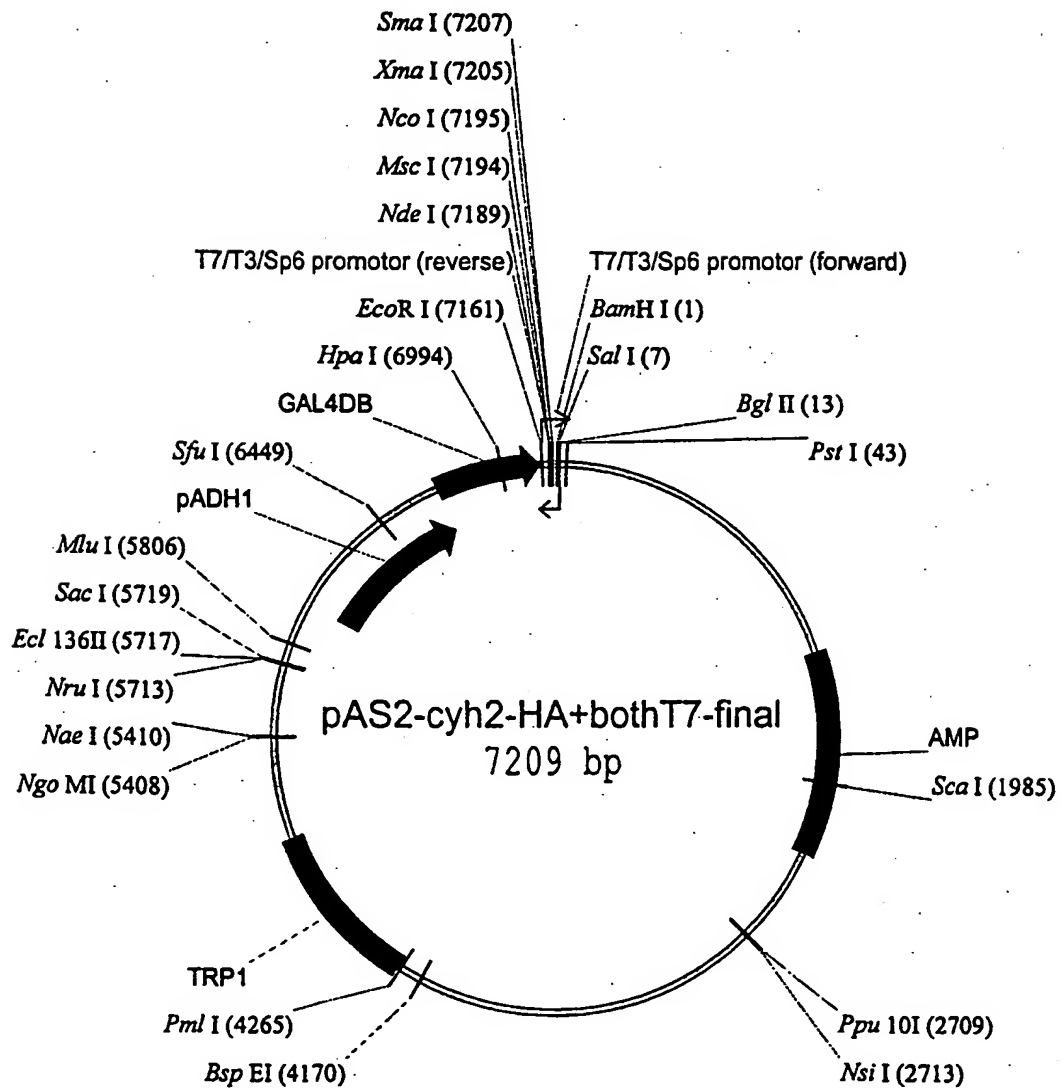 Sma I (7207)
Xma I (7205)
Nco I (7195)
Msc I (7194)
Nde I (7189)
T7/T3/Sp6 promotor (reverse)
T7/T3/Sp6 promotor (forward)
EcoR I (7161)
BamH I (1)
Hpa I (6994)
Sal I (7)
GAL4DB
Bgl II (13)
Sfu I (6449)
Pst I (43)
pADH1
Mlu I (5806)
Sac I (5719)
Ecl 136II (5717)
Nru I (5713)
pAS2-cyh2-HA+bothT7-final
7209 bp
Nae I (5410)
AMP
Ngo MI (5408)
Sca I (1985)
TRP1
Pml I (4265)
Ppu 10I (2709)
Bsp EI (4170)
Nsi I (2713)